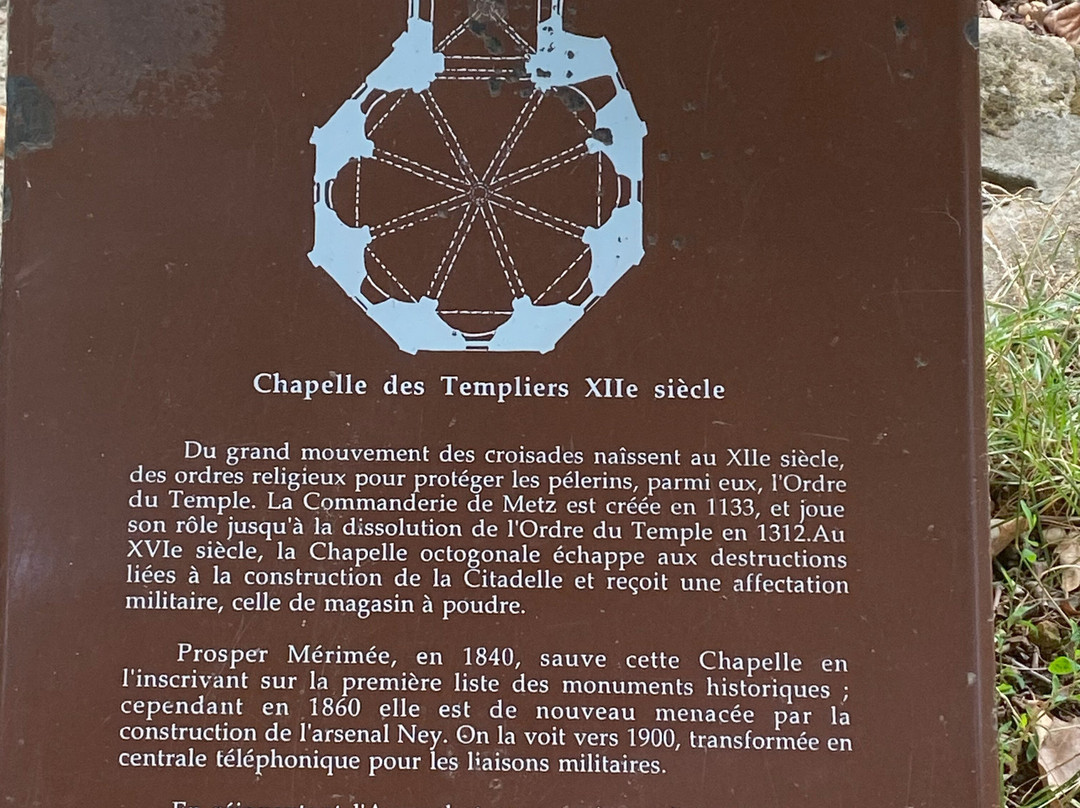 Chapelle des Templiers XIIe siècle
Du grand mouvement des croisades naîssent au XIIe siècle,
des ordres religieux pour protéger les pélerins, parmi eux, l'Ordre
du Temple. La Commanderie de Metz est créée en 1133, et joue
son rôle jusqu'à la dissolution de l'Ordre du Temple en 1312.Au
XVIe siècle, la Chapelle octogonale échappe aux destructions
liées à la construction de la Citadelle et reçoit une affectation
militaire, celle de magasin à poudre.
Prosper Mérimée, en 1840, sauve cette Chapelle en
l'inscrivant sur la première liste des monuments historiques ;
cependant en 1860 elle est de nouveau menacée par la
construction de l'arsenal Ney. On la voit vers 1900, transformée en
centrale téléphonique pour les liaisons militaires.